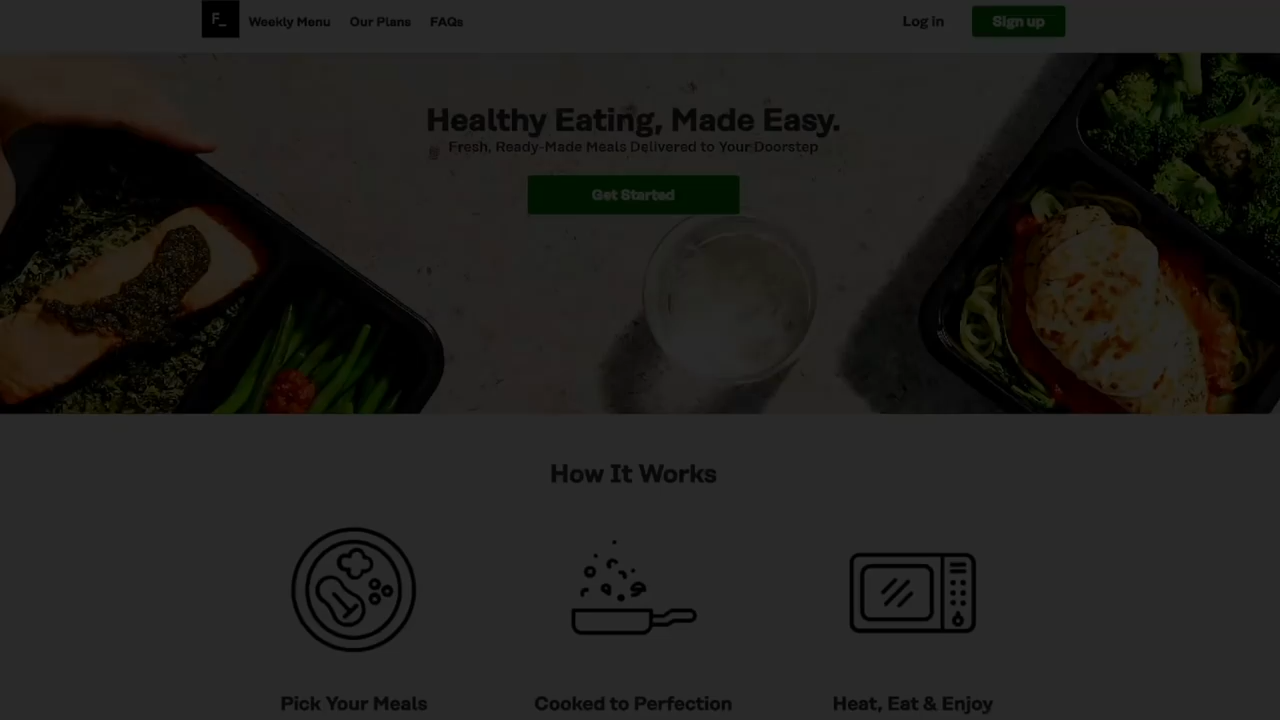 F_
Weekly Menu Our Plans FAQs Log in Sign up
Healthy Eating, Made Easy.
Fresh, Ready-Made Meals Delivered to Your Doorstep
Get Started
How It Works
Pick Your Meals Cooked to Perfection Heat, Eat & Enjoy